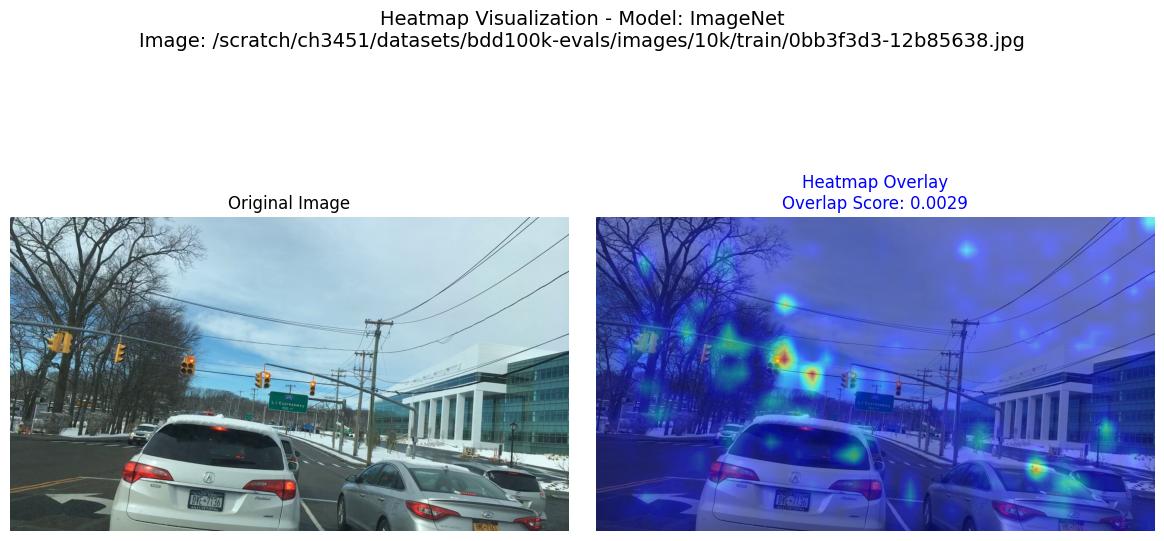 Heatmap Visualization - Model: ImageNet
Image: /scratch/ch3451/datasets/bdd100k-evals/images/10k/train/0bb3f3d3-12b85638.jpg
Original Image
Heatmap Overlay
Overlap Score: 0.0029